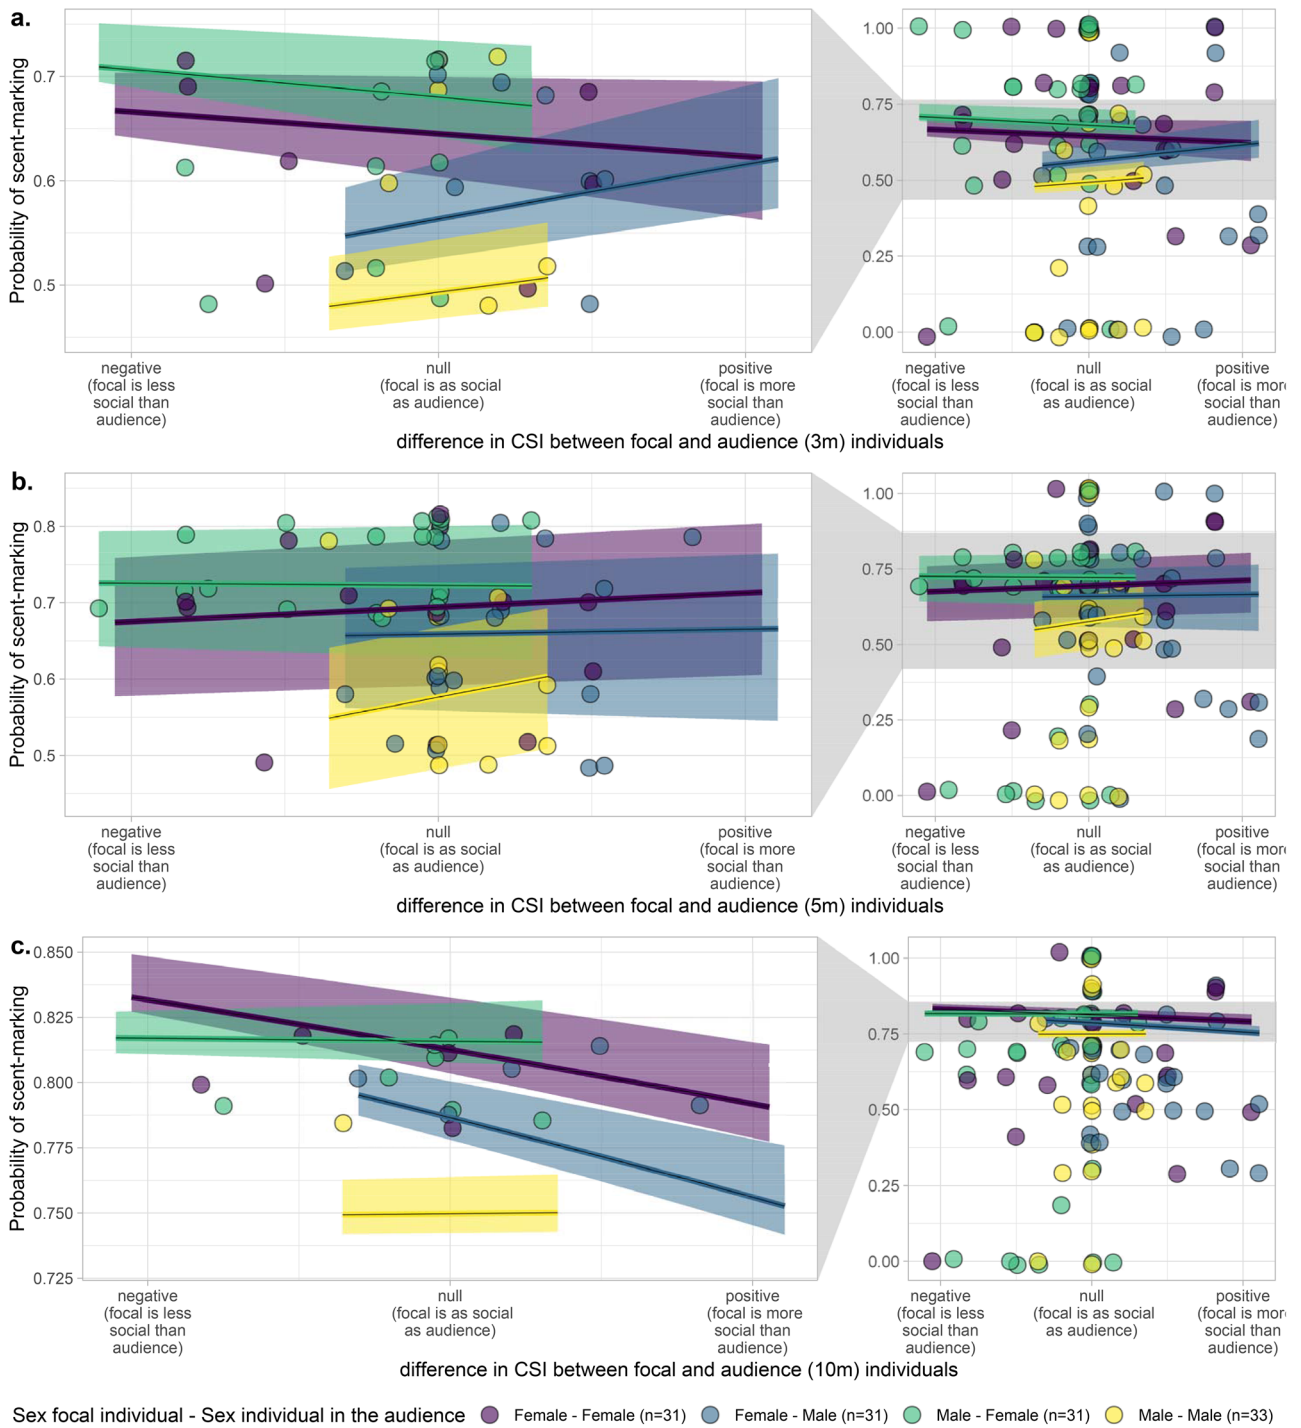 a.
Probability of scent-marking
0.7
0.6
0.5
negative
(focal is less
social than
audience)
null
(focal is as social
as audience)
positive
(focal is more
social than
audience)
1.00
0.75
0.50
0.25
0.00
negative
(focal is less
social than
audience)
null
(focal is as social
as audience)
positive
(focal is more
social than
audience)
difference in CSI between focal and audience (3m) individuals
b.
Probability of scent-marking
0.8
0.7
0.6
0.5
negative
(focal is less
social than
audience)
null
(focal is as social
as audience)
positive
(focal is more
social than
audience)
1.00
0.75
0.50
0.25
0.00
negative
(focal is less
social than
audience)
null
(focal is as social
as audience)
positive
(focal is more
social than
audience)
difference in CSI between focal and audience (5m) individuals
c.
Probability of scent-marking
0.850
0.825
0.800
0.775
0.750
0.725
negative
(focal is less
social than
audience)
null
(focal is as social
as audience)
positive
(focal is more
social than
audience)
1.00
0.75
0.50
0.25
0.00
negative
(focal is less
social than
audience)
null
(focal is as social
as audience)
positive
(focal is more
social than
audience)
difference in CSI between focal and audience (10m) individuals
Sex focal individual - Sex individual in the audience Female - Female (n=31) Female - Male (n=31) Male - Female (n=31) Male - Male (n=33)